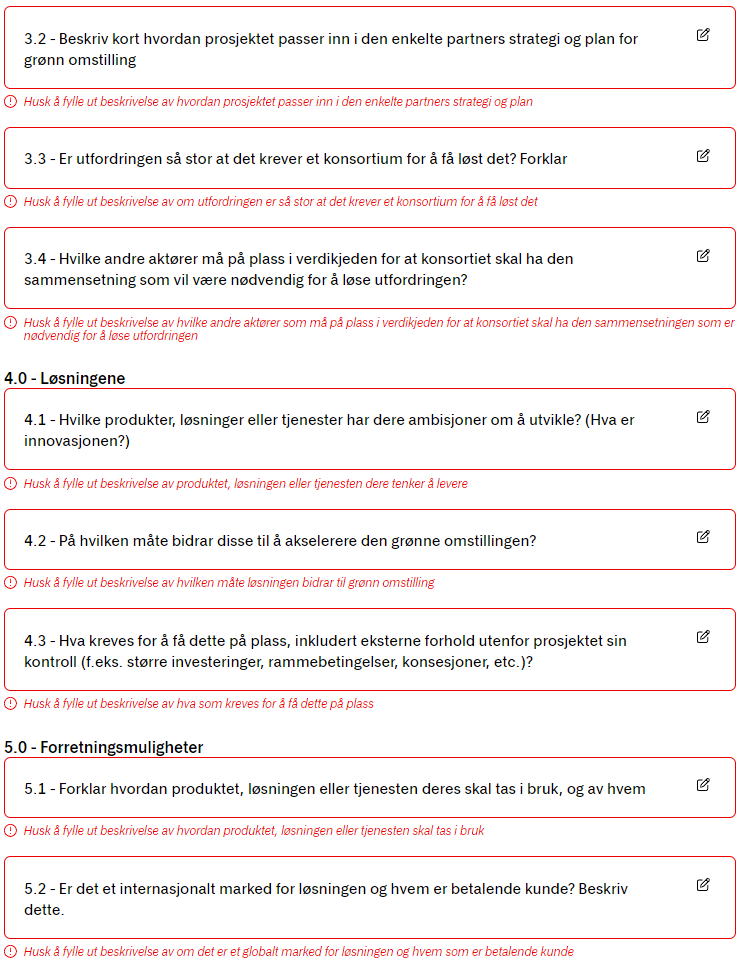 3.2 - Beskriv kort hvordan prosjektet passer inn i den enkelte partners strategi og plan for
grønn omstilling
Husk å fylle ut beskrivelse av hvordan prosjektet passer inn i den enkelte partners strategi og plan
3.3 - Er utfordringen så stor at det krever et konsortium for å få løst det? Forklar
Husk å fylle ut beskrivelse av om utfordringen er så stor at det krever et konsortium for å få løst det
3.4 - Hvilke andre aktører må på plass i verdikjeden for at konsortiet skal ha den
sammensetning som vil være nødvendig for å løse utfordringen?
Husk å fylle ut beskrivelse av hvilke andre aktører som må på plass i verdikjeden for at konsortiet skal ha den sammensetningen som er
nødvendig for å løse utfordringen
4.0 - Løsningene
4.1 - Hvilke produkter, løsninger eller tjenester har dere ambisjoner om å utvikle? (Hva er
innovasjonen?)
Husk å fylle ut beskrivelse av produktet, løsningen eller tjenesten dere tenker å levere
4.2 - På hvilken måte bidrar disse til å akselerere den grønne omstillingen?
Husk å fylle ut beskrivelse av hvilken måte løsningen bidrar til grønn omstilling
4.3 - Hva kreves for å få dette på plass, inkludert eksterne forhold utenfor prosjektet sin
kontroll (f.eks. større investeringer, rammebetingelser, konsesjoner, etc.)?
Husk å fylle ut beskrivelse av hva som kreves for å få dette på plass
5.0 - Forretningsmuligheter
5.1 - Forklar hvordan produktet, løsningen eller tjenesten deres skal tas i bruk, og av hvem
Husk å fylle ut beskrivelse av hvordan produktet, løsningen eller tjenesten skal tas i bruk
5.2 - Er det et internasjonalt marked for løsningen og hvem er betalende kunde? Beskriv
dette.
Husk å fylle ut beskrivelse av om det er et globalt marked for løsningen og hvem som er betalende kunde